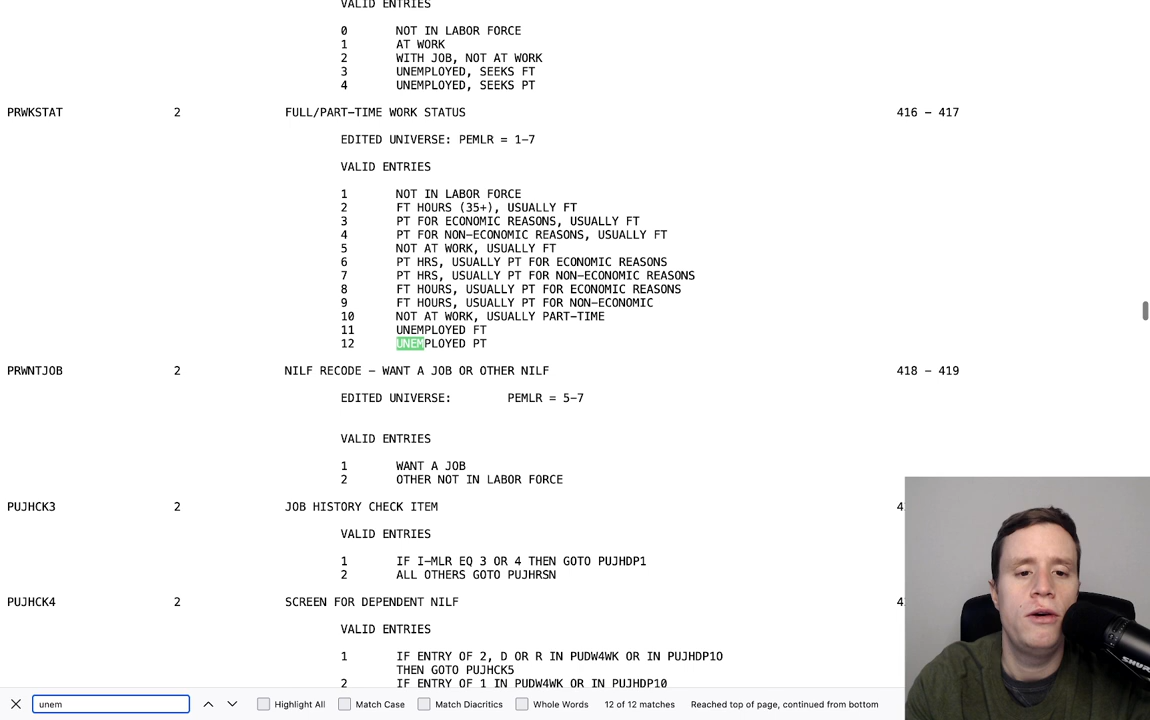 VALID ENTRIES
0 NOT IN LABOR FORCE
1 AT WORK
2 WITH JOB, NOT AT WORK
3 UNEMPLOYED, SEEKS FT
4 UNEMPLOYED, SEEKS PT
PRWKSTAT 2 FULL/PART-TIME WORK STATUS 416 - 417
EDITED UNIVERSE: PEMLR = 1-7
VALID ENTRIES
1 NOT IN LABOR FORCE
2 FT HOURS (35+), USUALLY FT
3 PT FOR ECONOMIC REASONS, USUALLY FT
4 PT FOR NON-ECONOMIC REASONS, USUALLY FT
5 NOT AT WORK, USUALLY FT
6 PT HRS, USUALLY PT FOR ECONOMIC REASONS
7 PT HRS, USUALLY PT FOR NON-ECONOMIC REASONS
8 FT HOURS, USUALLY PT FOR ECONOMIC REASONS
9 FT HOURS, USUALLY PT FOR NON-ECONOMIC
10 NOT AT WORK, USUALLY PART-TIME
11 UNEMPLOYED FT
12 UNEMPLOYED PT
PRWNTJOB 2 NILF RECODE - WANT A JOB OR OTHER NILF 418 - 419
EDITED UNIVERSE: PEMLR = 5-7
VALID ENTRIES
1 WANT A JOB
2 OTHER NOT IN LABOR FORCE
PUJHCK3 2 JOB HISTORY CHECK ITEM
VALID ENTRIES
1 IF I-MLR EQ 3 OR 4 THEN GOTO PUJHDP1
2 ALL OTHERS GOTO PUJHRSN
PUJHCK4 2 SCREEN FOR DEPENDENT NILF
VALID ENTRIES
1 IF ENTRY OF 2, D OR R IN PUDW4WK OR IN PUJHDP1O
THEN GOTO PUJHCK5
2 IF ENTRY OF 1 IN PUDW4WK OR IN PUJHDP1O
unem Highlight All Match Case Match Diacritics Whole Words 12 of 12 matches Reached top of page, continued from bottom
SHURE